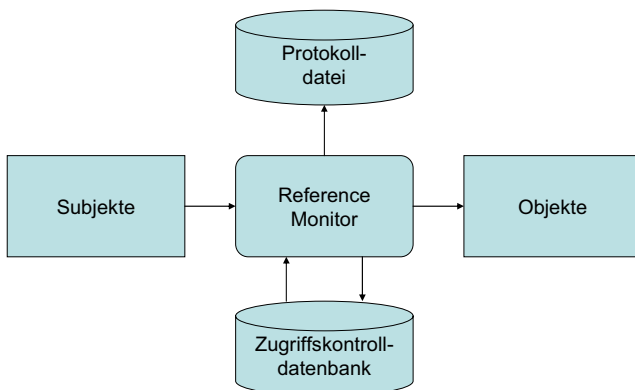 Protokoll-
datei
Subjekte
Reference
Monitor
Objekte
Zugriffskontroll-
datenbank